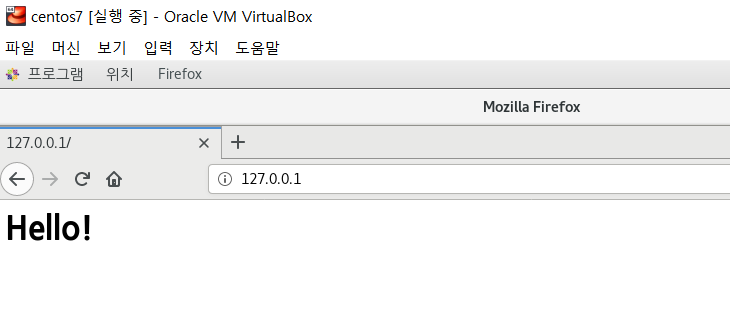 centos7 [실행 중] - Oracle VM VirtualBox
파일 머신 보기 입력 장치 도움말
프로그램 위치 Firefox
Mozilla Firefox
127.0.0.1/
127.0.0.1
Hello!